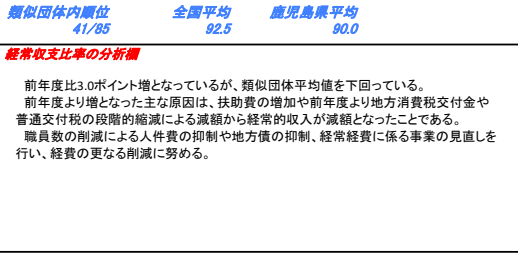 類似団体内順位 全国平均 鹿児島県平均
41/85 92.5 90.0
経常収支比率の分析欄
前年度比3.0ポイント増となっているが、類似団体平均値を下回っている。
前年度より増となった主な原因は、扶助費の増加や前年度より地方消費税交付金や
普通交付税の段階的縮減による減額から経常的収入が減額となったことである。
職員数の削減による人件費の抑制や地方債の抑制、経常経費に係る事業の見直しを
行い、経費の更なる削減に努める。